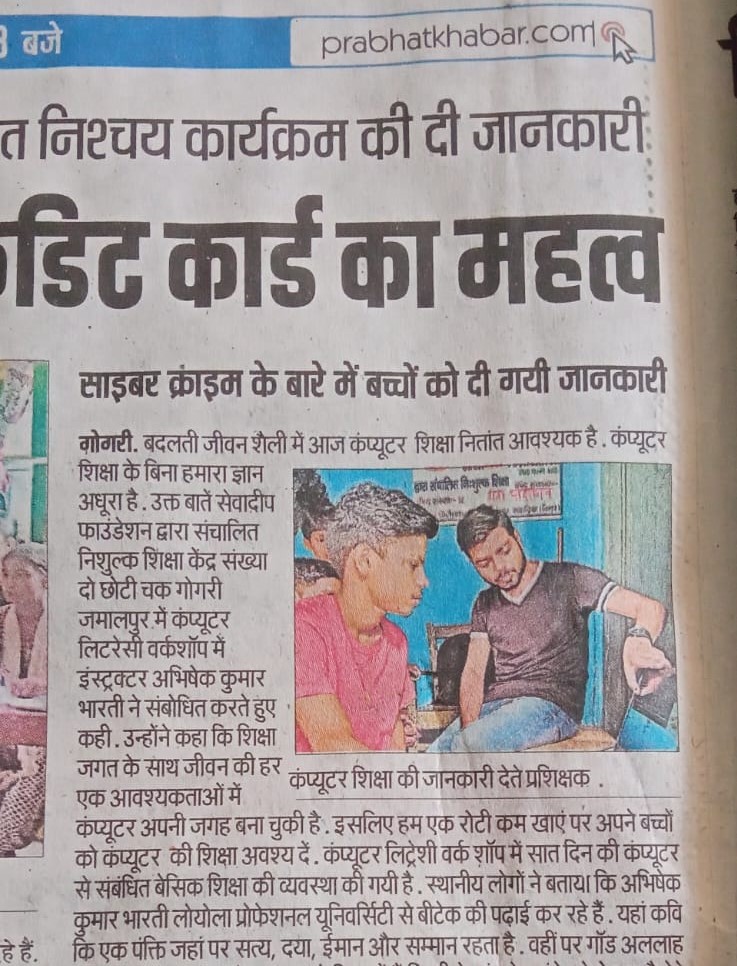 बजे
prabhatkhabar.com
त निश्चय कार्यक्रम की दी जानकारी
डिट कार्ड का महत्व
साइबर क्राइम के बारे में बच्चों को दी गयी जानकारी
गोगरी. बदलती जीवन शैली में आज कंप्यूटर शिक्षा नितांत आवश्यक है. कंप्यूटर
शिक्षा के बिना हमारा ज्ञान
अधूरा है. उक्त बातें सेवादीप
फाउंडेशन द्वारा संचालित
निशुल्क शिक्षा केंद्र संख्या
दो छोटी चक गोगरी
जमालपुर में कंप्यूटर
लिटरेसी वर्कशॉप में
इंस्ट्रक्टर अभिषेक कुमार
भारती ने संबोधित करते हुए
कही. उन्होंने कहा कि शिक्षा
जगत के साथ जीवन की हर
एक आवश्यकताओं में
द्वारा संचालित निःशुल्क शिक्षा
कंप्यूटर शिक्षा की जानकारी देते प्रशिक्षक .
कंप्यूटर अपनी जगह बना चुकी है. इसलिए हम एक रोटी कम खाएं पर अपने बच्चों
को कंप्यूटर की शिक्षा अवश्य दें. कंप्यूटर लिट्रेशी वर्क शॉप में सात दिन की कंप्यूटर
से संबंधित बेसिक शिक्षा की व्यवस्था की गयी है. स्थानीय लोगों ने बताया कि अभिषेक
कुमार भारती लोयोला प्रोफेशनल यूनिवर्सिटी से बीटेक की पढ़ाई कर रहे हैं. यहां कवि
हे हैं.
कि एक पंक्ति जहां पर सत्य, दया, ईमान और सम्मान रहता है. वहीं पर गॉड अललाह